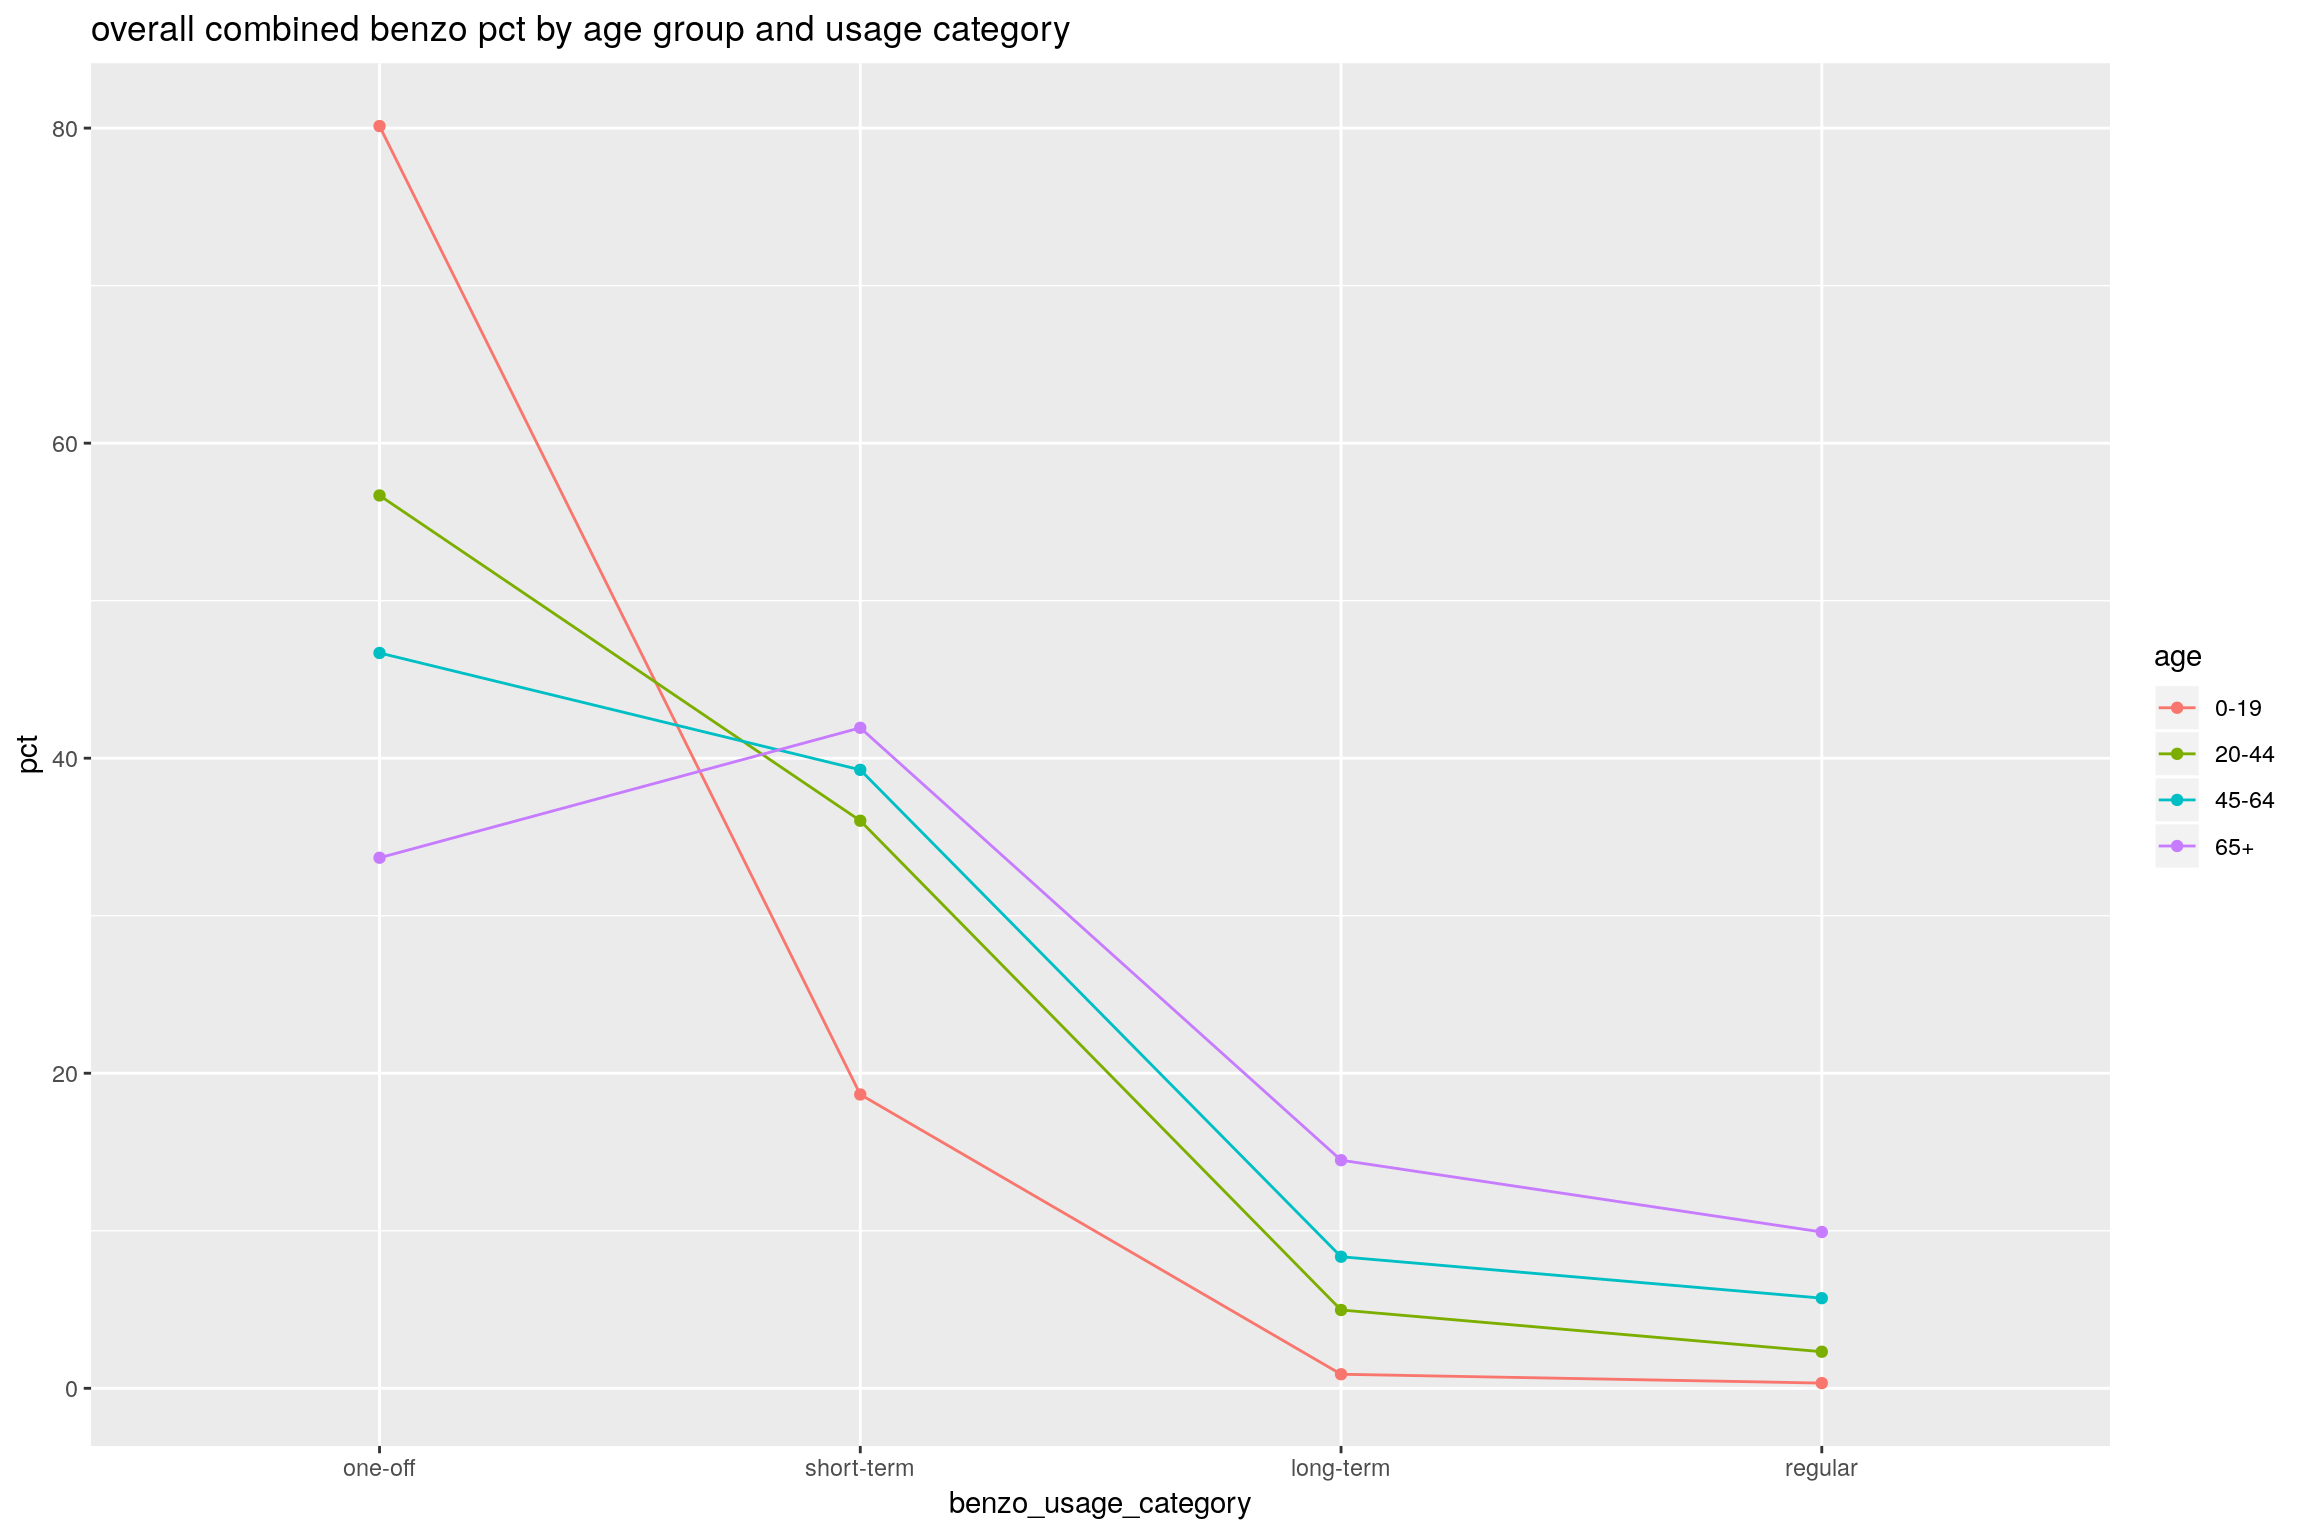 overall combined benzo pct by age group and usage category
80
60
40
20
0
pct
one-off short-term long-term regular
benzo_usage_category
age
0-19
20-44
45-64
65+